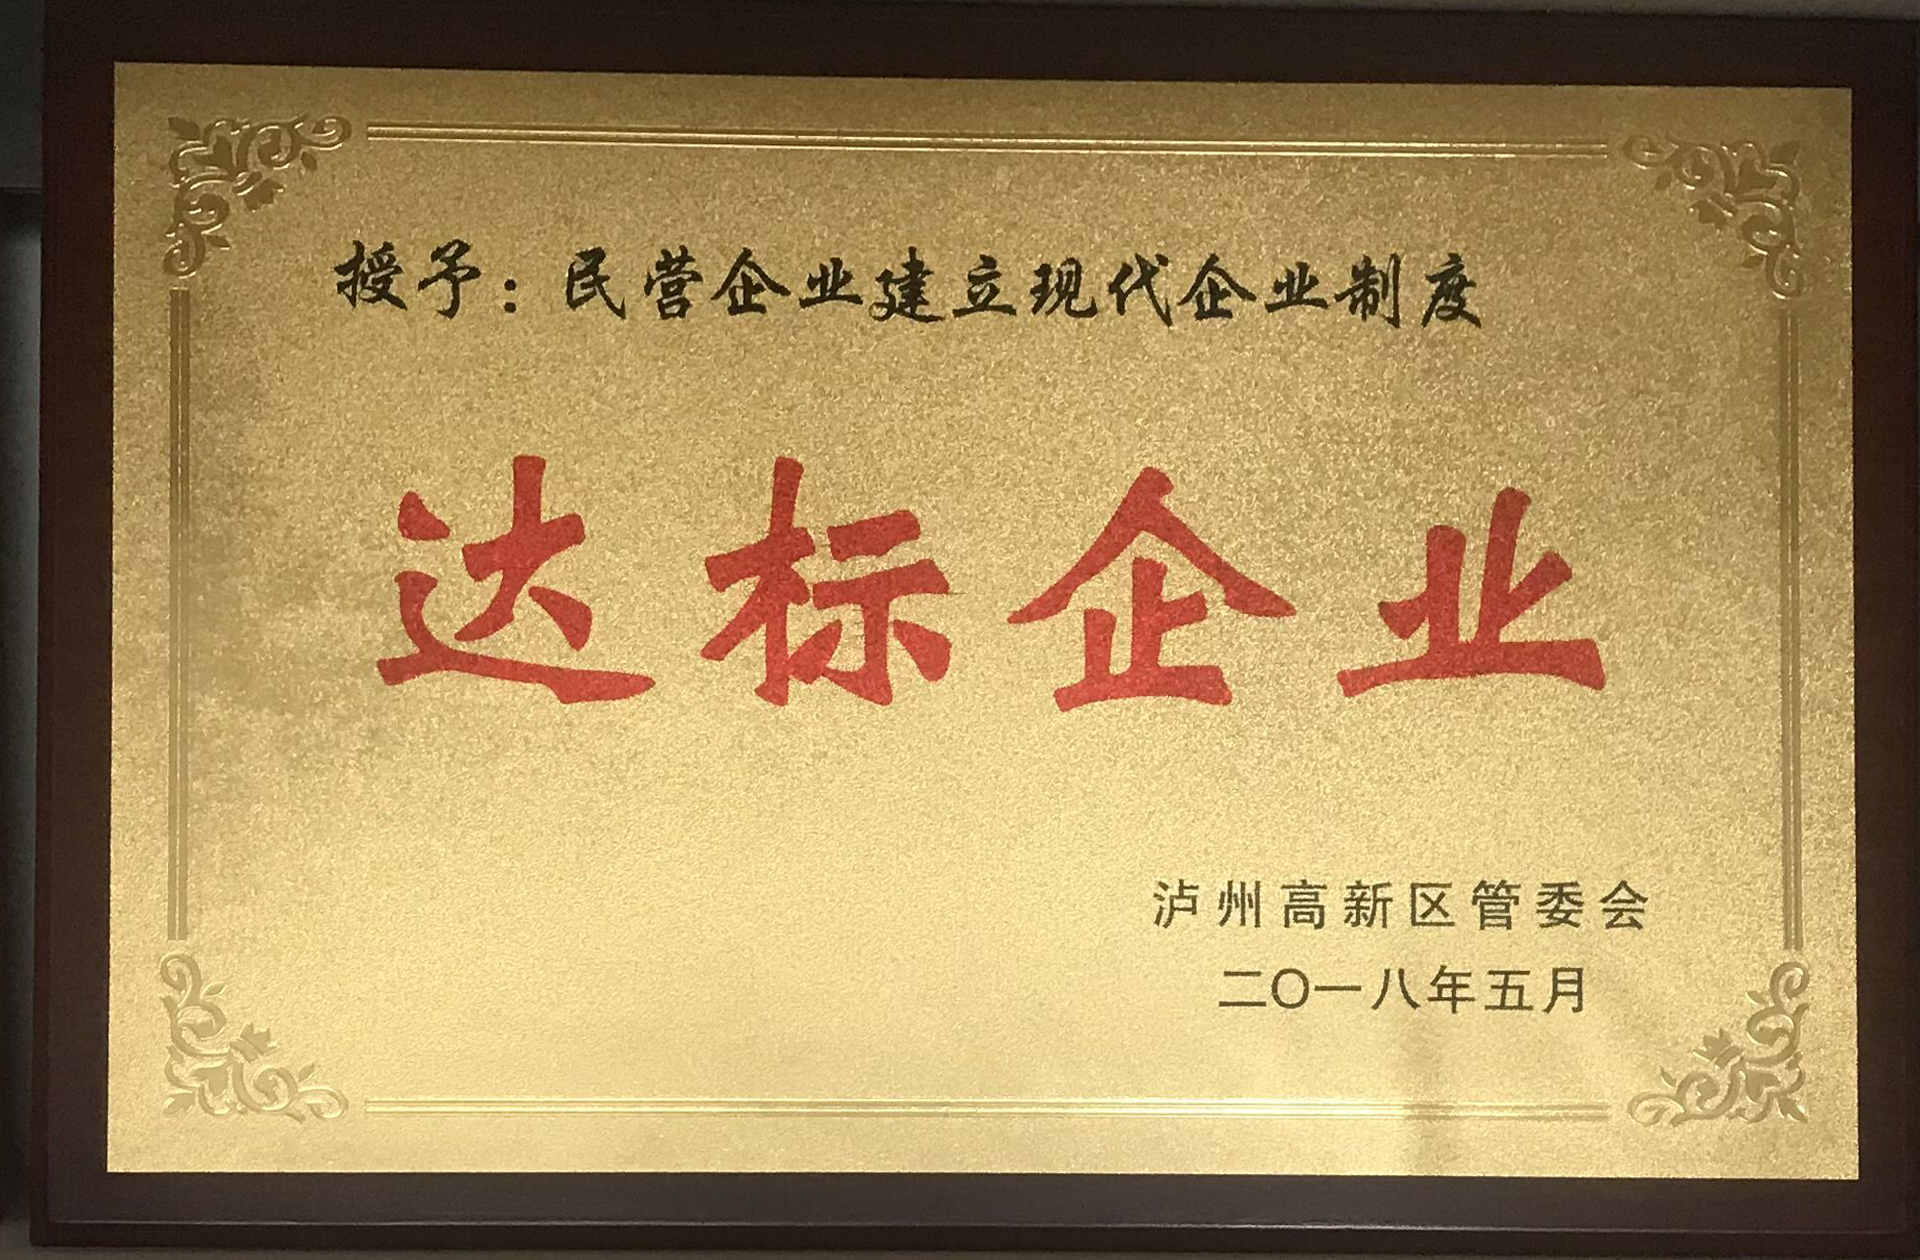 授予：民营企业建立现代企业制度
达标企业
泸州高新区管委会
二〇一八年五月